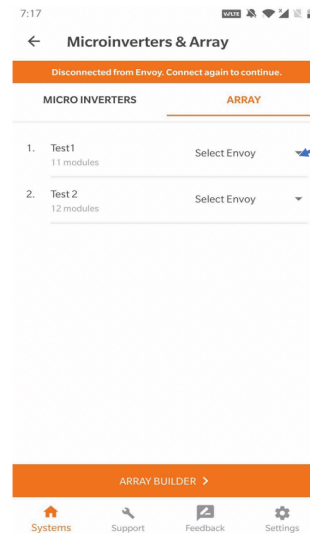 7:17
VoLTE
Microinverters & Array
Disconnected from Envoy. Connect again to continue.
MICRO INVERTERS ARRAY
1. Test1 Select Envoy
11 modules
2. Test 2 Select Envoy
12 modules
ARRAY BUILDER >
Systems Support Feedback Settings